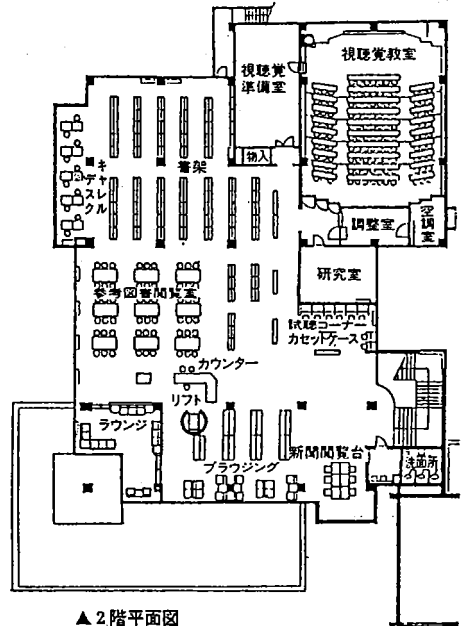 視聴覚教室
視聴覚
準備室
物入
書架
キャレル
デスク
調整室
空調室
研究室
参考図書閲覧室
試聴コーナー
カセットケース
カウンター
リフト
ラウンジ
新聞閲覧台
ブラウジング
洗面所
▲2階平面図